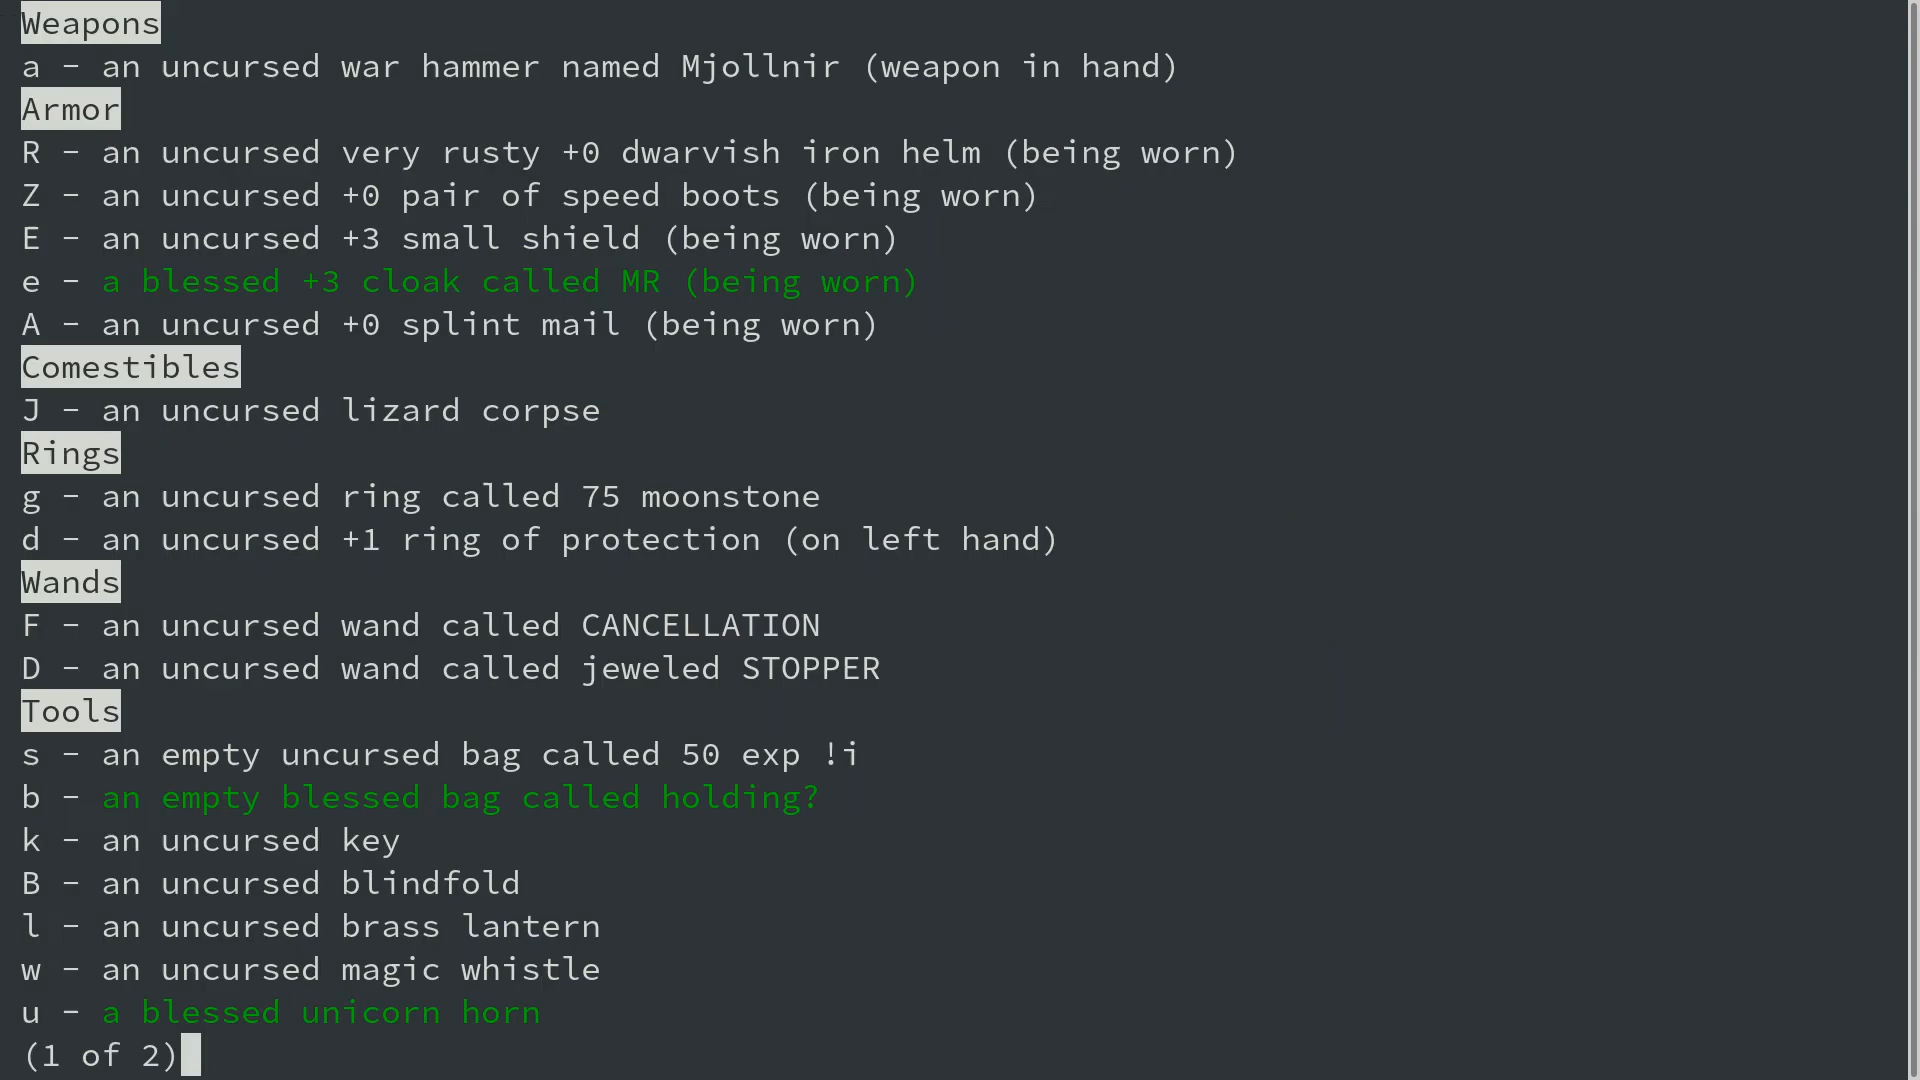 Weapons
a - an uncursed war hammer named Mjollnir (weapon in hand)
Armor
R - an uncursed very rusty +0 dwarvish iron helm (being worn)
Z - an uncursed +0 pair of speed boots (being worn)
E - an uncursed +3 small shield (being worn)
e - a blessed +3 cloak called MR (being worn)
A - an uncursed +0 splint mail (being worn)
Comestibles
J - an uncursed lizard corpse
Rings
g - an uncursed ring called 75 moonstone
d - an uncursed +1 ring of protection (on left hand)
Wands
F - an uncursed wand called CANCELLATION
D - an uncursed wand called jeweled STOPPER
Tools
s - an empty uncursed bag called 50 exp !i
b - an empty blessed bag called holding?
k - an uncursed key
B - an uncursed blindfold
l - an uncursed brass lantern
w - an uncursed magic whistle
u - a blessed unicorn horn
(1 of 2)